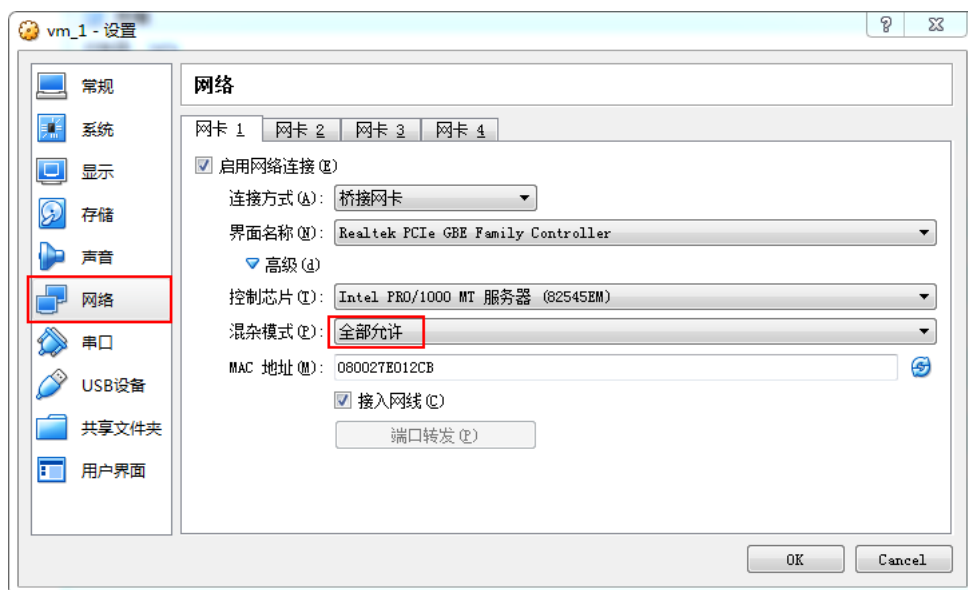 vm_1 - 设置
常规
系统
显示
存储
声音
网络
串口
USB设备
共享文件夹
用户界面
网络
网卡 1 网卡 2 网卡 3 网卡 4
启用网络连接(E)
连接方式(A): 桥接网卡
界面名称(N): Realtek PCIe GBE Family Controller
高级(d)
控制芯片(T): Intel PRO/1000 MT 服务器 (82545EM)
混杂模式(P): 全部允许
MAC 地址(M): 080027E012CB
接入网线(C)
端口转发(P)
OK Cancel